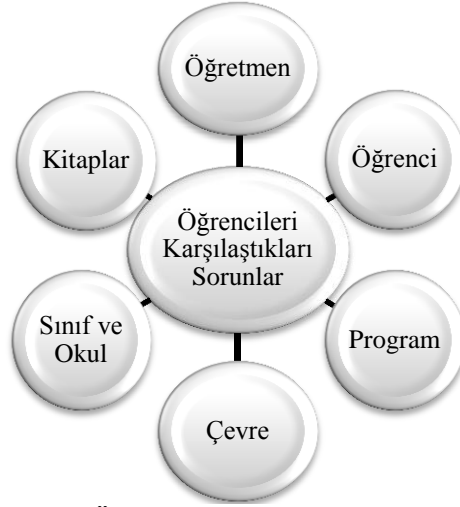 Öğretmen
Kitaplar
Öğrenci
Öğrencileri
Karşılaştıkları
Sorunlar
Sınıf ve
Okul
Program
Çevre